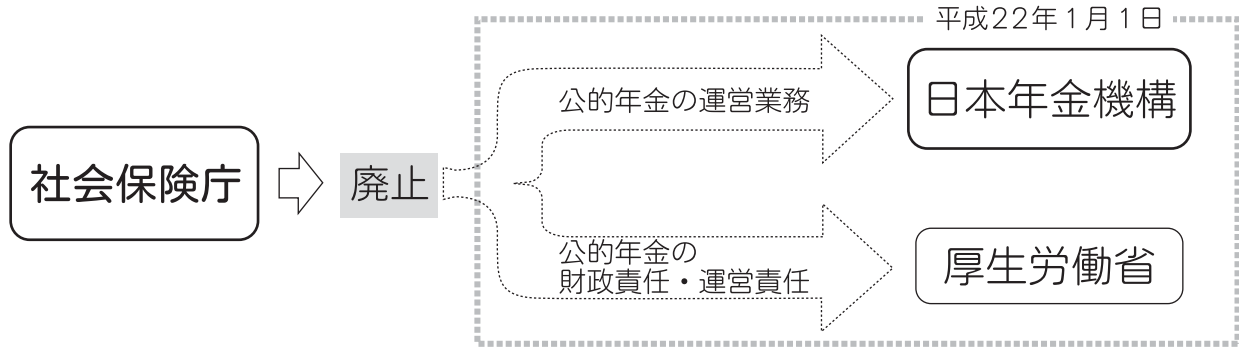 平成22年1月1日
社会保険庁
廃止
公的年金の運営業務
日本年金機構
公的年金の
財政責任・運営責任
厚生労働省